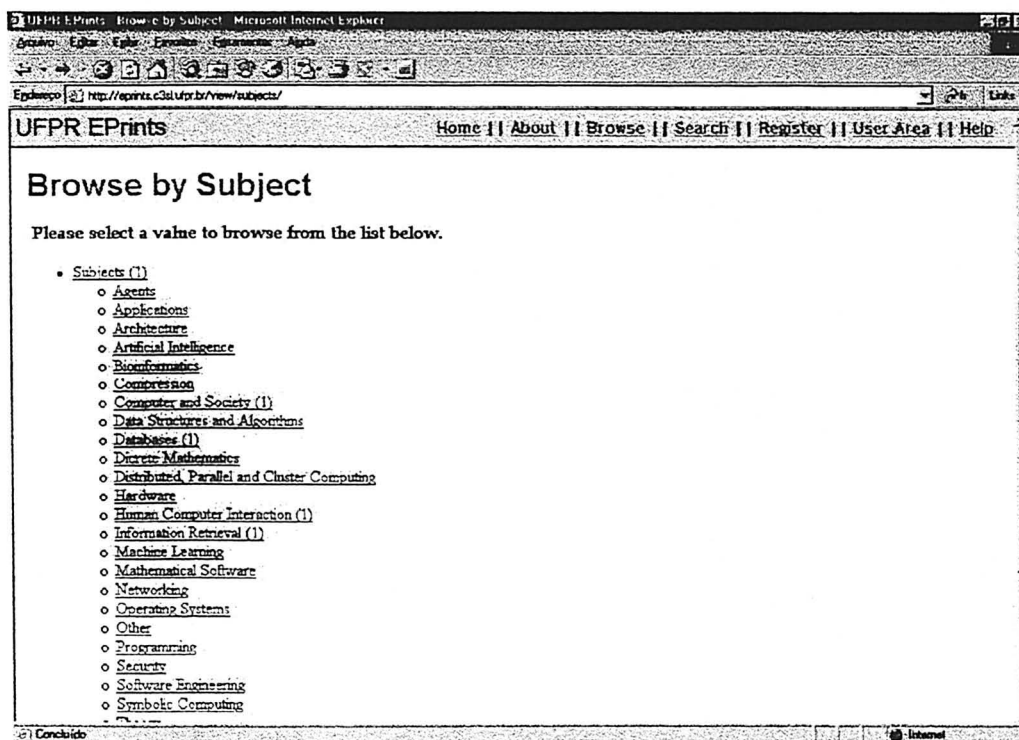 UFPR EPrints - Browse by Subject - Microsoft Internet Explorer
Arquivo Editar Exibir Favoritos Ferramentas Ajuda
Endereço http://eprints.c3sl.ufpr.br/view/subjects/ Ir Links
UFPR EPrints Home || About || Browse || Search || Register || User Area || Help
Browse by Subject
Please select a value to browse from the list below.
• Subjects (1)
o Agents
o Applications
o Architecture
o Artificial Intelligence
o Bioinformatics
o Compression
o Computer and Society (1)
o Data Structures and Algorithms
o Databases (1)
o Dicrete Mathematics
o Distributed, Parallel and Cluster Computing
o Hardware
o Human Computer Interaction (1)
o Information Retrieval (1)
o Machine Learning
o Mathematical Software
o Networking
o Operating Systems
o Other
o Programming
o Security
o Software Engineering
o Symbolic Computing
Concluído Internet